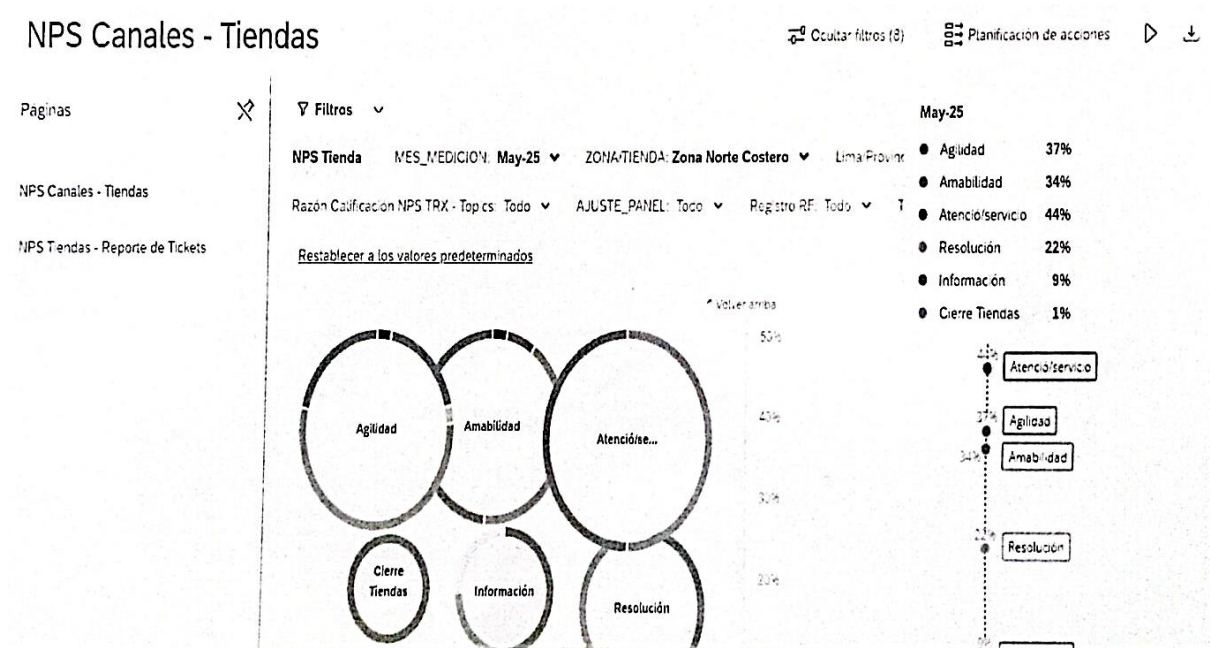 NPS Canales - Tiendas
Ocultar filtros (8)
Planificación de acciones
Páginas
NPS Canales - Tiendas
NPS Tiendas - Reporte de Tickets
Filtros
NPS Tienda MES_MEDICION: May-25 ZONA/TIENDA: Zona Norte Costero Lima/Provinc
Razón Calificación NPS TRX - Topics: Todo AJUSTE_PANEL: Todo Registro RF: Todo T
Restablecer a los valores predeterminados
Volver arriba
Agilidad
Amabilidad
Atenció/se...
Cierre
Tiendas
Información
Resolución
50%
40%
30%
20%
May-25
Agilidad 37%
Amabilidad 34%
Atenció/servicio 44%
Resolución 22%
Información 9%
Cierre Tiendas 1%
44% Atenció/servicio
37% Agilidad
34% Amabilidad
22% Resolución
9%